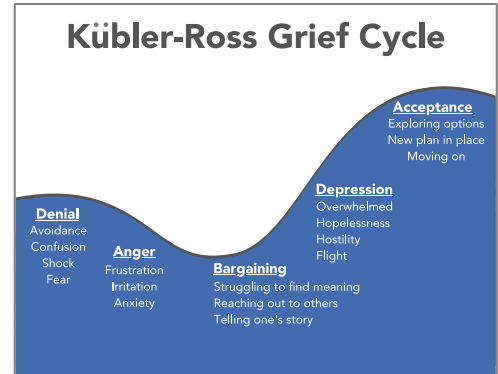 Kübler-Ross Grief Cycle
Denial
Avoidance
Confusion
Shock
Fear
Anger
Frustration
Irritation
Anxiety
Bargaining
Struggling to find meaning
Reaching out to others
Telling one's story
Depression
Overwhelmed
Hopelessness
Hostility
Flight
Acceptance
Exploring options
New plan in place
Moving on